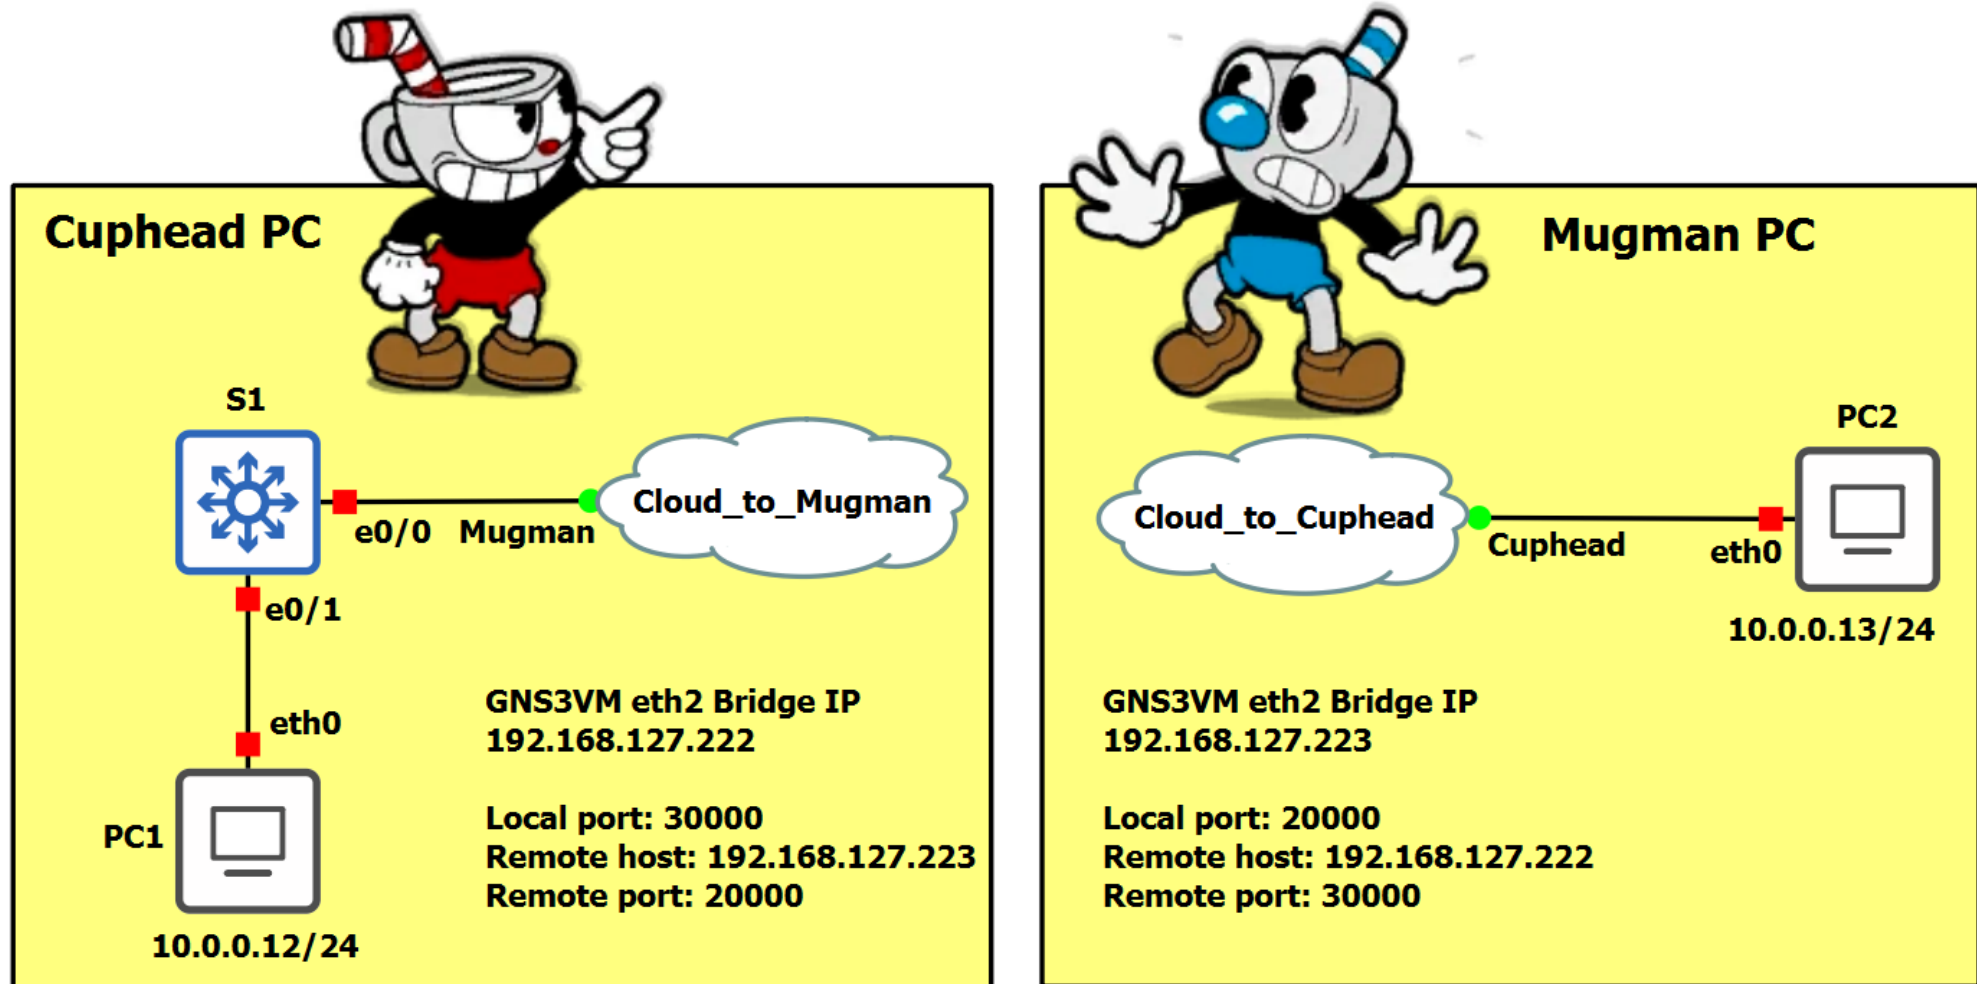 Cuphead PC
S1
e0/0
Mugman
Cloud_to_Mugman
e0/1
eth0
PC1
10.0.0.12/24
GNS3VM eth2 Bridge IP
192.168.127.222
Local port: 30000
Remote host: 192.168.127.223
Remote port: 20000
Mugman PC
PC2
Cloud_to_Cuphead
Cuphead
eth0
10.0.0.13/24
GNS3VM eth2 Bridge IP
192.168.127.223
Local port: 20000
Remote host: 192.168.127.222
Remote port: 30000